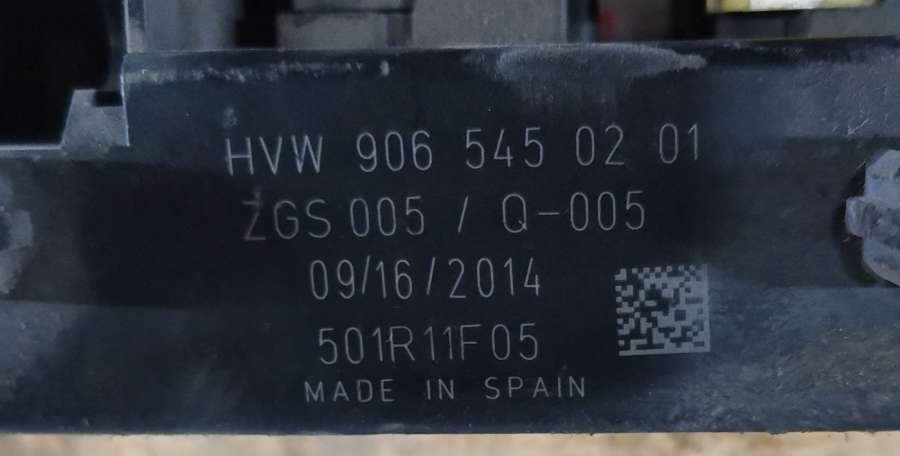 HVW 906 545 02 01
ZGS 005 / Q-005
09/16/2014
501R11F05
MADE IN SPAIN